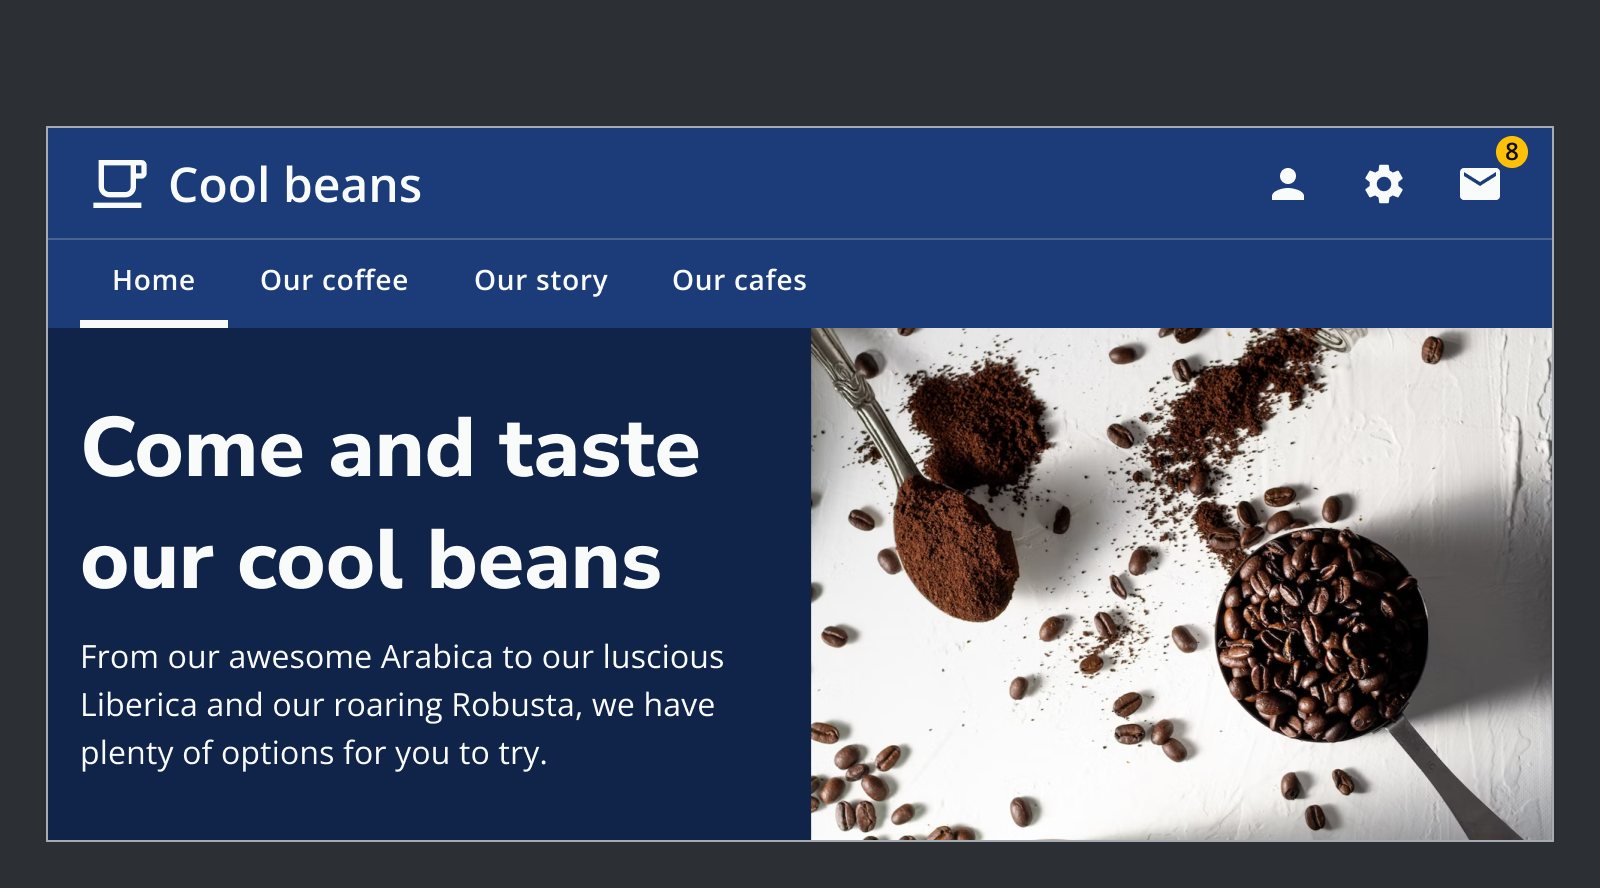 Cool beans
8
Home Our coffee Our story Our cafes
Come and taste
our cool beans
From our awesome Arabica to our luscious
Liberica and our roaring Robusta, we have
plenty of options for you to try.